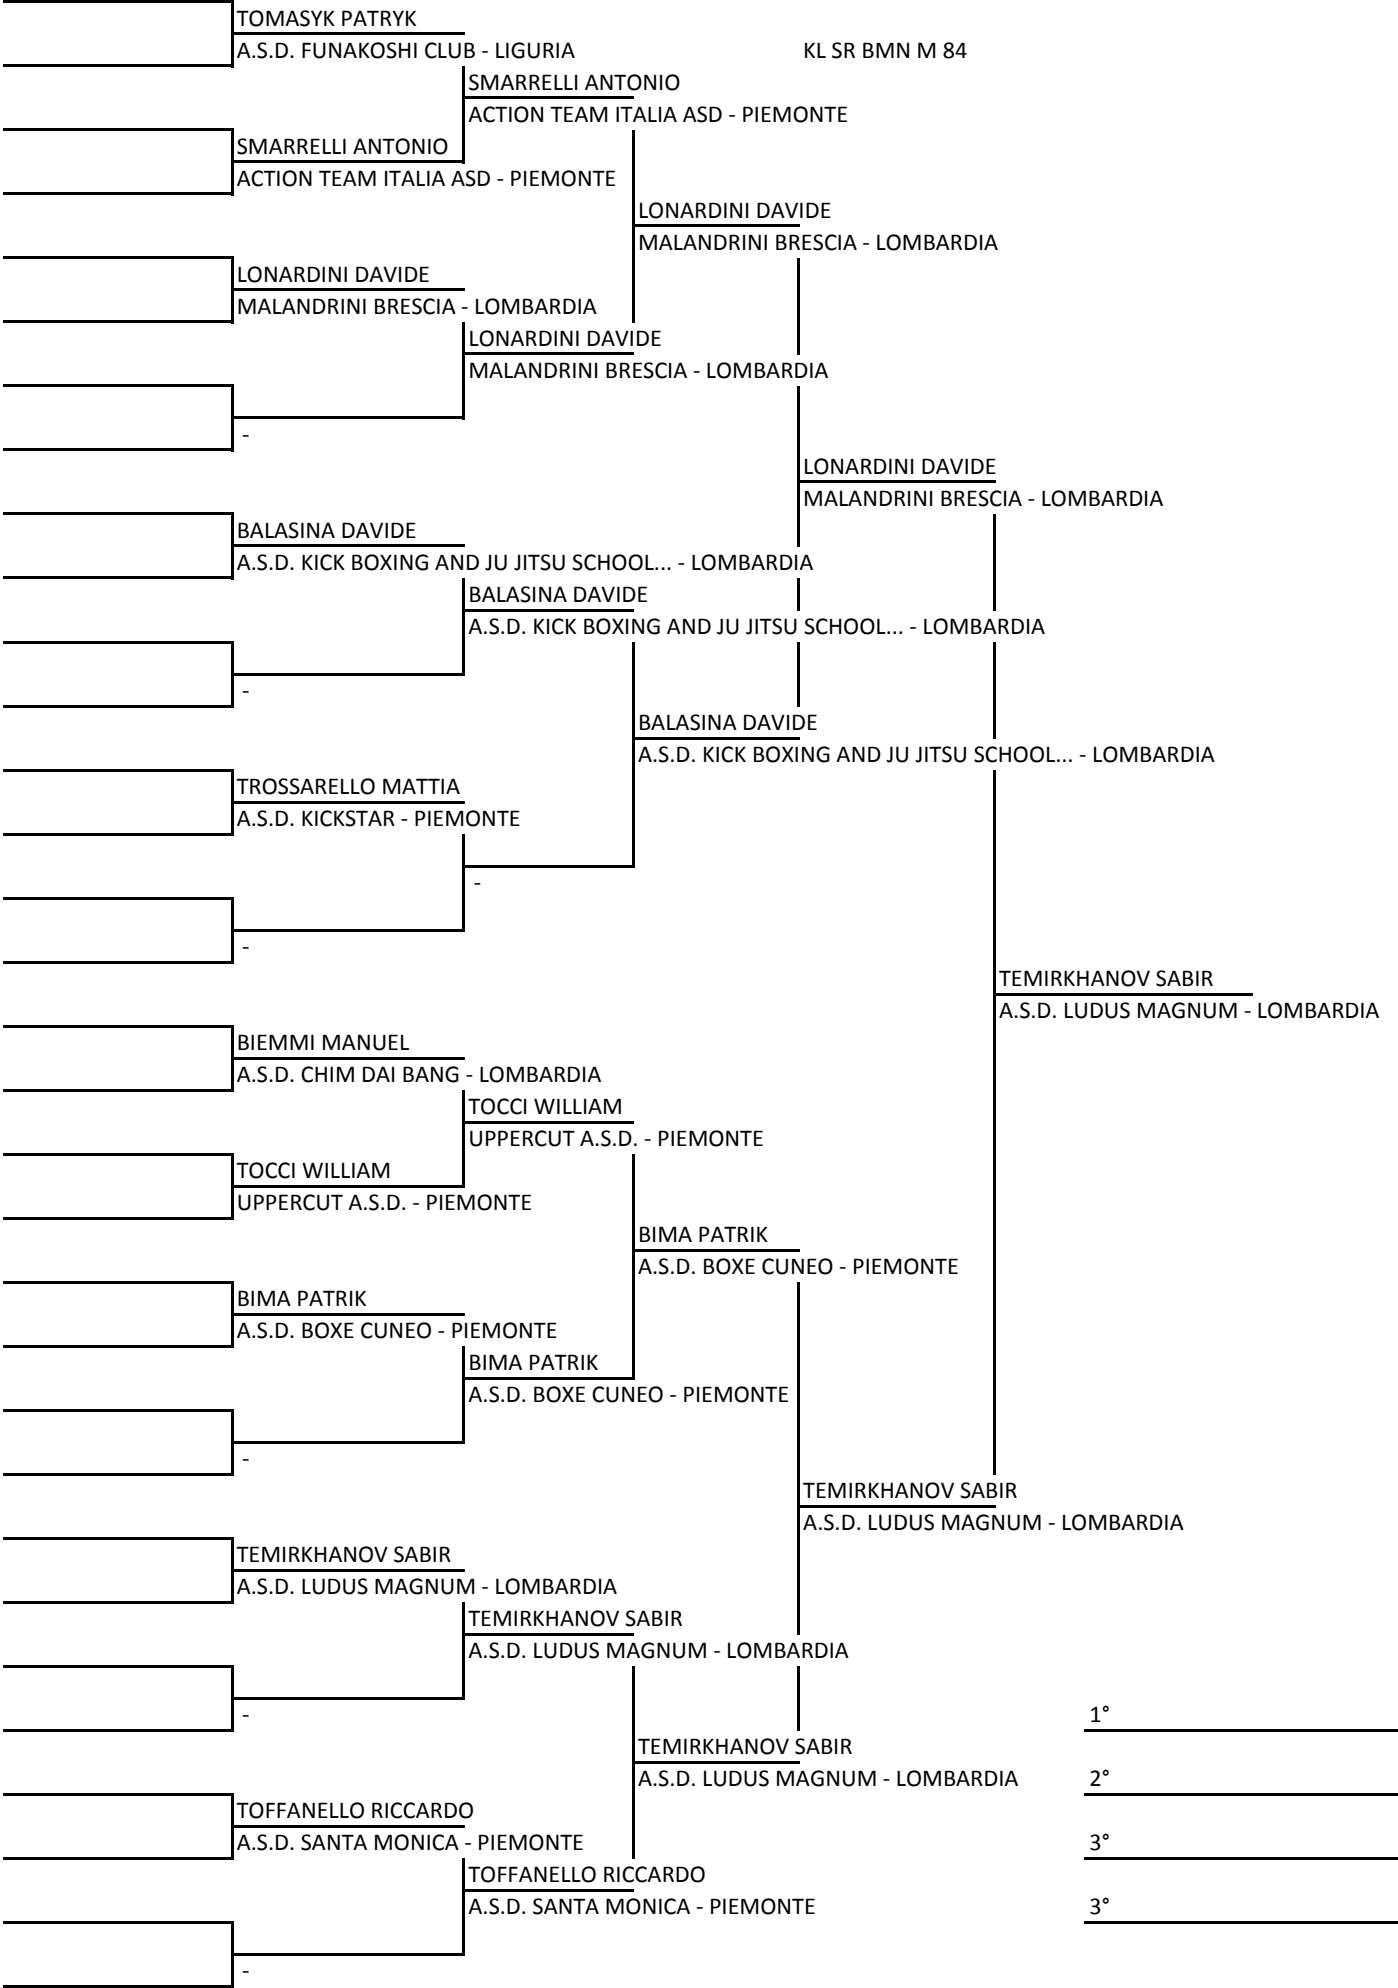 TOMASYK PATRYK
A.S.D. FUNAKOSHI CLUB - LIGURIA
KL SR BMN M 84
SMARRELLI ANTONIO
ACTION TEAM ITALIA ASD - PIEMONTE
SMARRELLI ANTONIO
ACTION TEAM ITALIA ASD - PIEMONTE
LONARDINI DAVIDE
MALANDRINI BRESCIA - LOMBARDIA
LONARDINI DAVIDE
MALANDRINI BRESCIA - LOMBARDIA
LONARDINI DAVIDE
MALANDRINI BRESCIA - LOMBARDIA
-
LONARDINI DAVIDE
MALANDRINI BRESCIA - LOMBARDIA
BALASINA DAVIDE
A.S.D. KICK BOXING AND JU JITSU SCHOOL... - LOMBARDIA
BALASINA DAVIDE
A.S.D. KICK BOXING AND JU JITSU SCHOOL... - LOMBARDIA
-
BALASINA DAVIDE
A.S.D. KICK BOXING AND JU JITSU SCHOOL... - LOMBARDIA
TROSSARELLO MATTIA
A.S.D. KICKSTAR - PIEMONTE
-
-
TEMIRKHANOV SABIR
A.S.D. LUDUS MAGNUM - LOMBARDIA
BIEMMI MANUEL
A.S.D. CHIM DAI BANG - LOMBARDIA
TOCCI WILLIAM
UPPERCUT A.S.D. - PIEMONTE
TOCCI WILLIAM
UPPERCUT A.S.D. - PIEMONTE
BIMA PATRIK
A.S.D. BOXE CUNEO - PIEMONTE
BIMA PATRIK
A.S.D. BOXE CUNEO - PIEMONTE
BIMA PATRIK
A.S.D. BOXE CUNEO - PIEMONTE
-
TEMIRKHANOV SABIR
A.S.D. LUDUS MAGNUM - LOMBARDIA
TEMIRKHANOV SABIR
A.S.D. LUDUS MAGNUM - LOMBARDIA
TEMIRKHANOV SABIR
A.S.D. LUDUS MAGNUM - LOMBARDIA
-
1°
TEMIRKHANOV SABIR
A.S.D. LUDUS MAGNUM - LOMBARDIA
2°
TOFFANELLO RICCARDO
A.S.D. SANTA MONICA - PIEMONTE
3°
TOFFANELLO RICCARDO
A.S.D. SANTA MONICA - PIEMONTE
3°
-